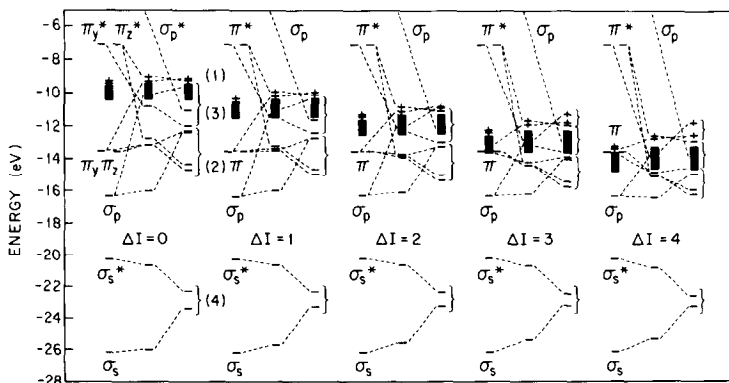 πy* πz* σp* π* σp π* σp π* σp π* σp
-6
-8
-10
-12
-14
-16
-18
-20
-22
-24
-26
-28
ENERGY (eV)
(1)
(3)
(2)
πy πz π π π π
σp σp σp σp σp
ΔI=0 ΔI=1 ΔI=2 ΔI=3 ΔI=4
σs* σs* σs* σs* σs*
(4)
σs σs σs σs σs